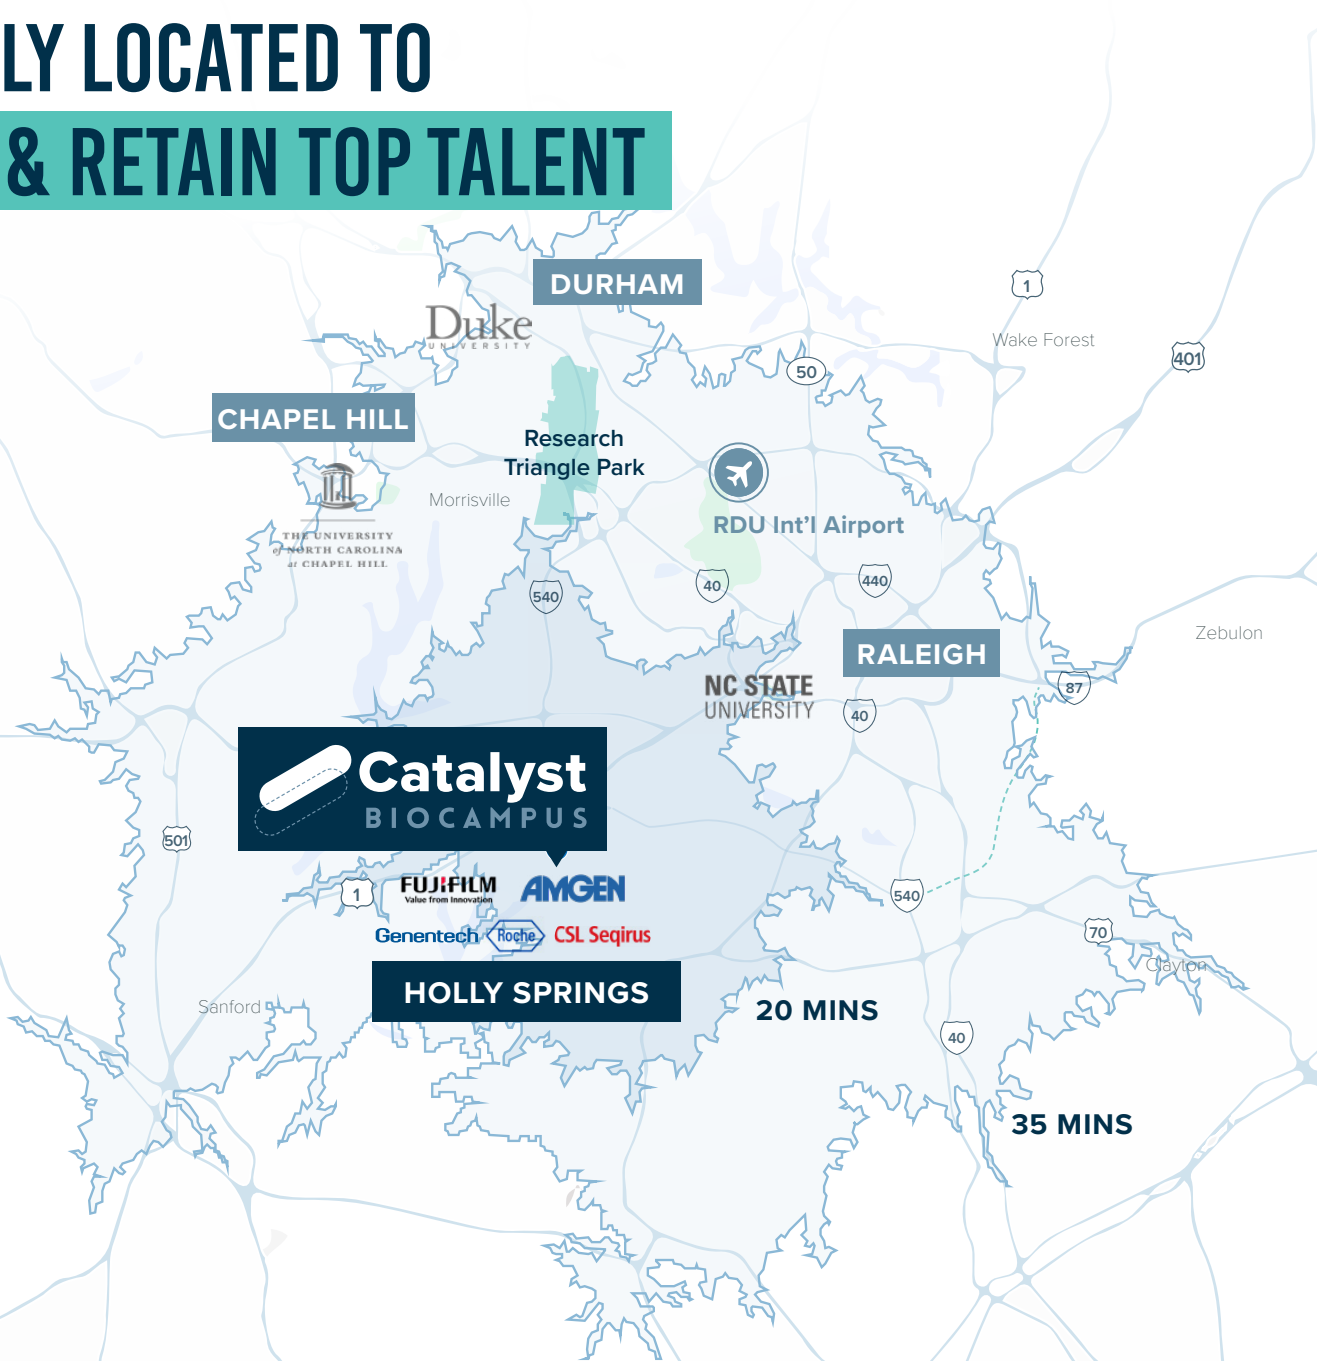 LY LOCATED TO
& RETAIN TOP TALENT
DURHAM
1
Duke
UNIVERSITY
Wake Forest
401
50
CHAPEL HILL
Research
Triangle Park
Morrisville
RDU Int'l Airport
THE UNIVERSITY
of NORTH CAROLINA
at CHAPEL HILL
540
40
440
Zebulon
RALEIGH
NC STATE
UNIVERSITY
87
40
Catalyst
BIOCAMPUS
501
1
FUJIFILM
Value from Innovation
AMGEN
540
Genentech
Roche
CSL Seqirus
70
Clayton
HOLLY SPRINGS
Sanford
20 MINS
40
35 MINS